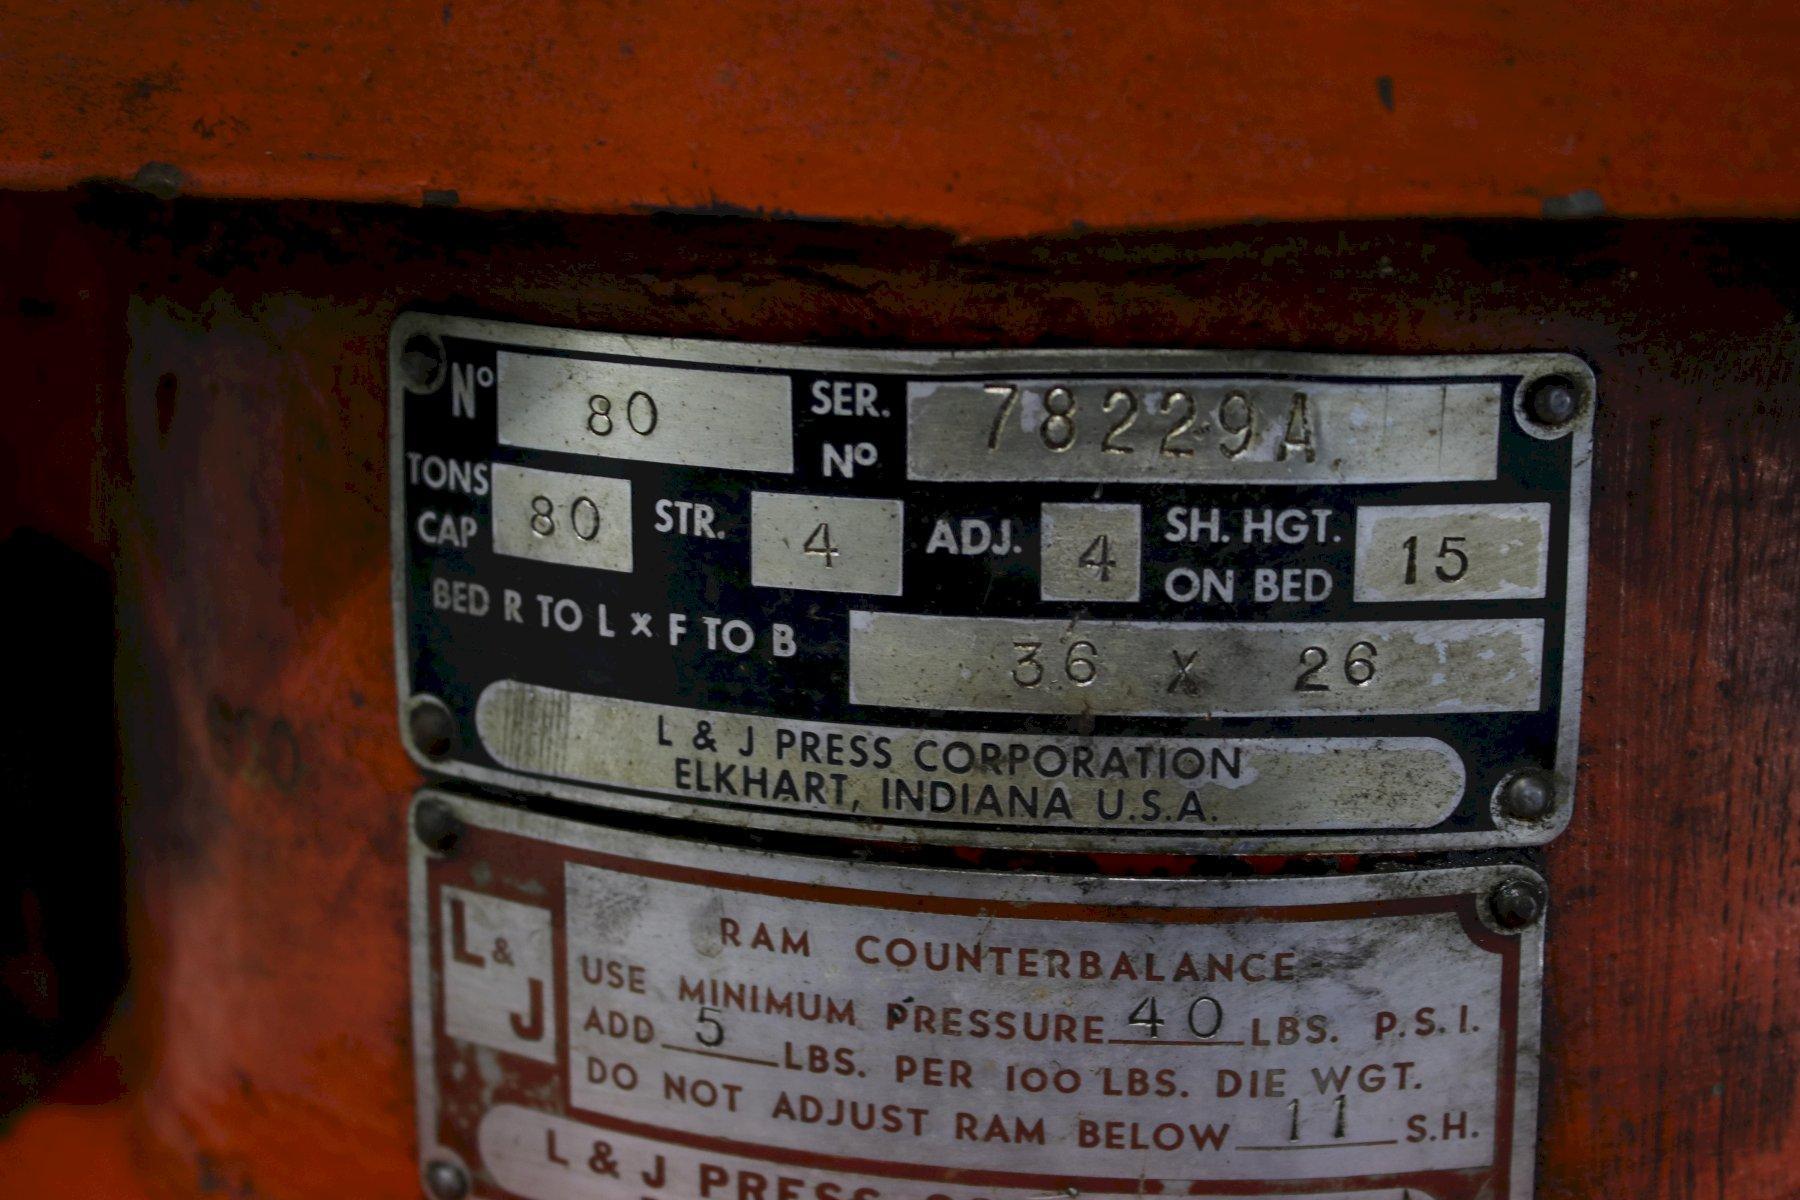 Nº 80 SER. Nº 78229A
TONS CAP 80 STR. 4 ADJ. 4 SH. HGT. ON BED 15
BED R TO L × F TO B 36 X 26
L & J PRESS CORPORATION
ELKHART, INDIANA U.S.A.
L & J
RAM COUNTERBALANCE
USE MINIMUM PRESSURE 40 LBS. P.S.I.
ADD 5 LBS. PER 100 LBS. DIE WGT.
DO NOT ADJUST RAM BELOW 11 S.H.
L & J PRESS